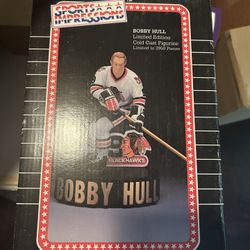 SPORTS
IMPRESSIONS
BOBBY HULL
Limited Edition
Cold Cast Figurine
Limited to 1968 Pieces
BLACKHAWKS
BOBBY HULL